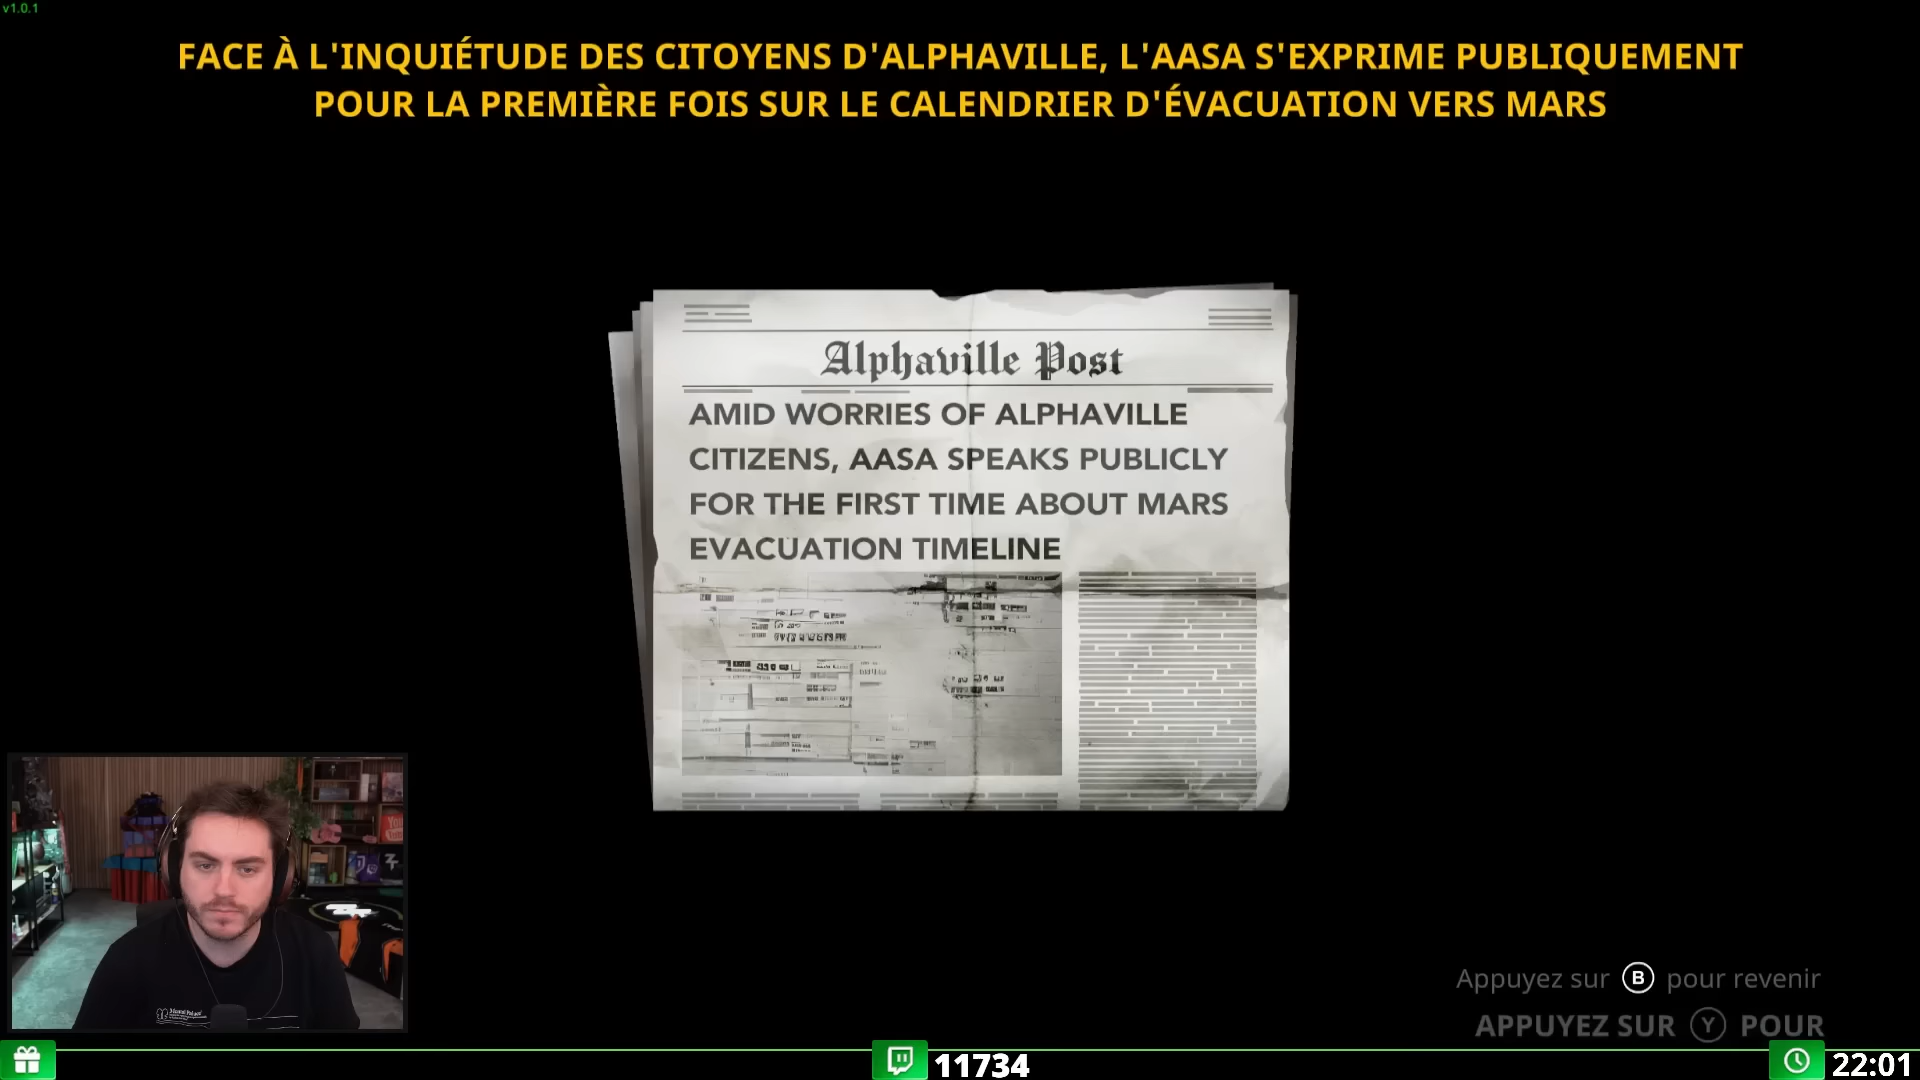 v1.0.1
FACE À L'INQUIÉTUDE DES CITOYENS D'ALPHAVILLE, L'AASA S'EXPRIME PUBLIQUEMENT
POUR LA PREMIÈRE FOIS SUR LE CALENDRIER D'ÉVACUATION VERS MARS
Alphaville Post
AMID WORRIES OF ALPHAVILLE
CITIZENS, AASA SPEAKS PUBLICLY
FOR THE FIRST TIME ABOUT MARS
EVACUATION TIMELINE
Appuyez sur B pour revenir
APPUYEZ SUR Y POUR
11734
22:01